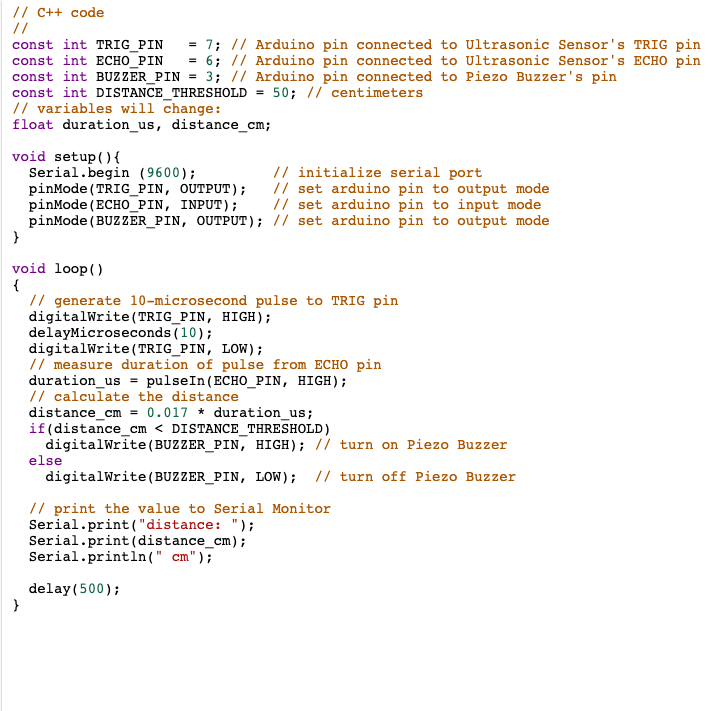 // C++ code
//
const int TRIG_PIN   = 7; // Arduino pin connected to Ultrasonic Sensor's TRIG pin
const int ECHO_PIN   = 6; // Arduino pin connected to Ultrasonic Sensor's ECHO pin
const int BUZZER_PIN = 3; // Arduino pin connected to Piezo Buzzer's pin
const int DISTANCE_THRESHOLD = 50; // centimeters
// variables will change:
float duration_us, distance_cm;

void setup(){
  Serial.begin (9600);         // initialize serial port
  pinMode(TRIG_PIN, OUTPUT);   // set arduino pin to output mode
  pinMode(ECHO_PIN, INPUT);    // set arduino pin to input mode
  pinMode(BUZZER_PIN, OUTPUT); // set arduino pin to output mode
}

void loop()
{
  // generate 10-microsecond pulse to TRIG pin
  digitalWrite(TRIG_PIN, HIGH);
  delayMicroseconds(10);
  digitalWrite(TRIG_PIN, LOW);
  // measure duration of pulse from ECHO pin
  duration_us = pulseIn(ECHO_PIN, HIGH);
  // calculate the distance
  distance_cm = 0.017 * duration_us;
  if(distance_cm < DISTANCE_THRESHOLD)
    digitalWrite(BUZZER_PIN, HIGH); // turn on Piezo Buzzer
  else
    digitalWrite(BUZZER_PIN, LOW);  // turn off Piezo Buzzer

  // print the value to Serial Monitor
  Serial.print("distance: ");
  Serial.print(distance_cm);
  Serial.println(" cm");

  delay(500);
}